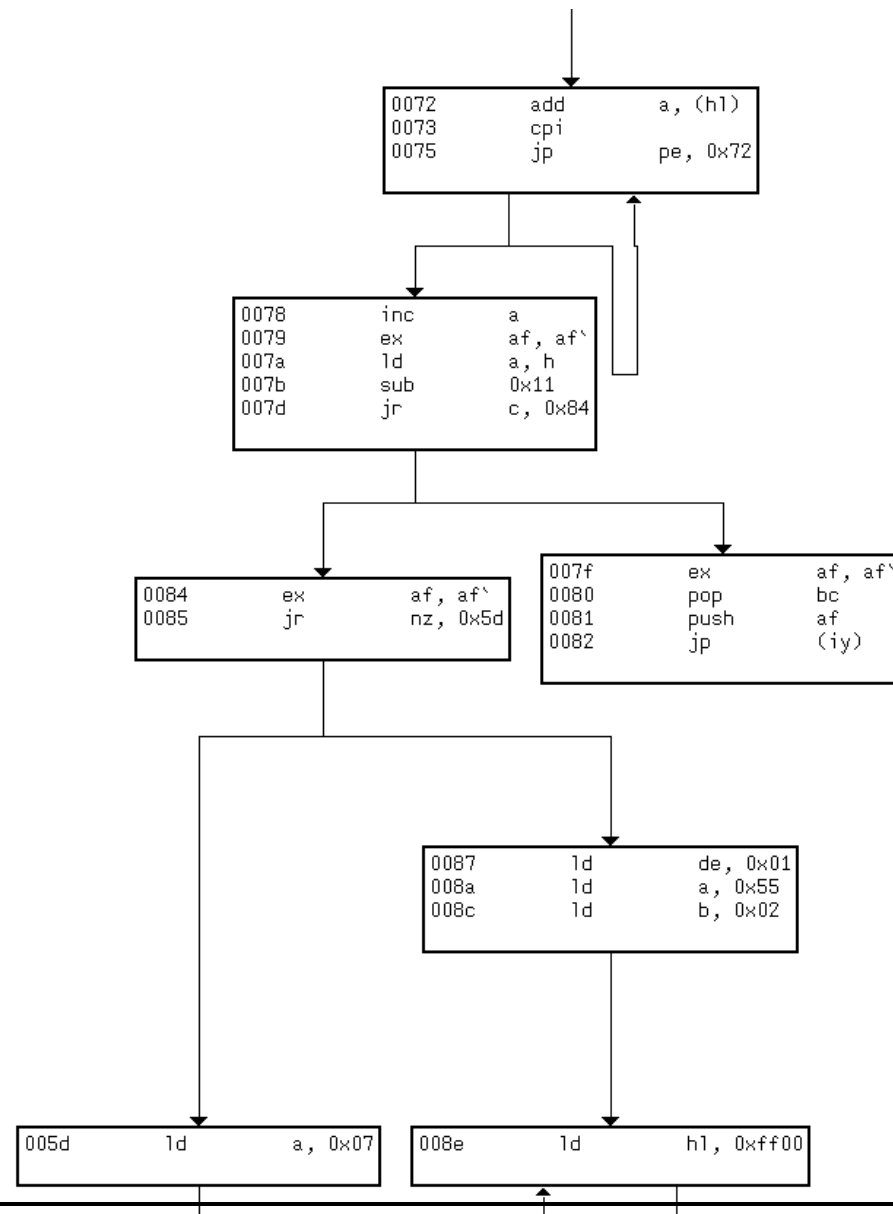 0072 add a, (hl)
0073 cpi
0075 jp pe, 0x72
0078 inc a
0079 ex af, af`
007a ld a, h
007b sub 0x11
007d jr c, 0x84
0084 ex af, af`
0085 jr nz, 0x5d
007f ex af, af`
0080 pop bc
0081 push af
0082 jp (iy)
0087 ld de, 0x01
008a ld a, 0x55
008c ld b, 0x02
005d ld a, 0x07
008e ld hl, 0xff00